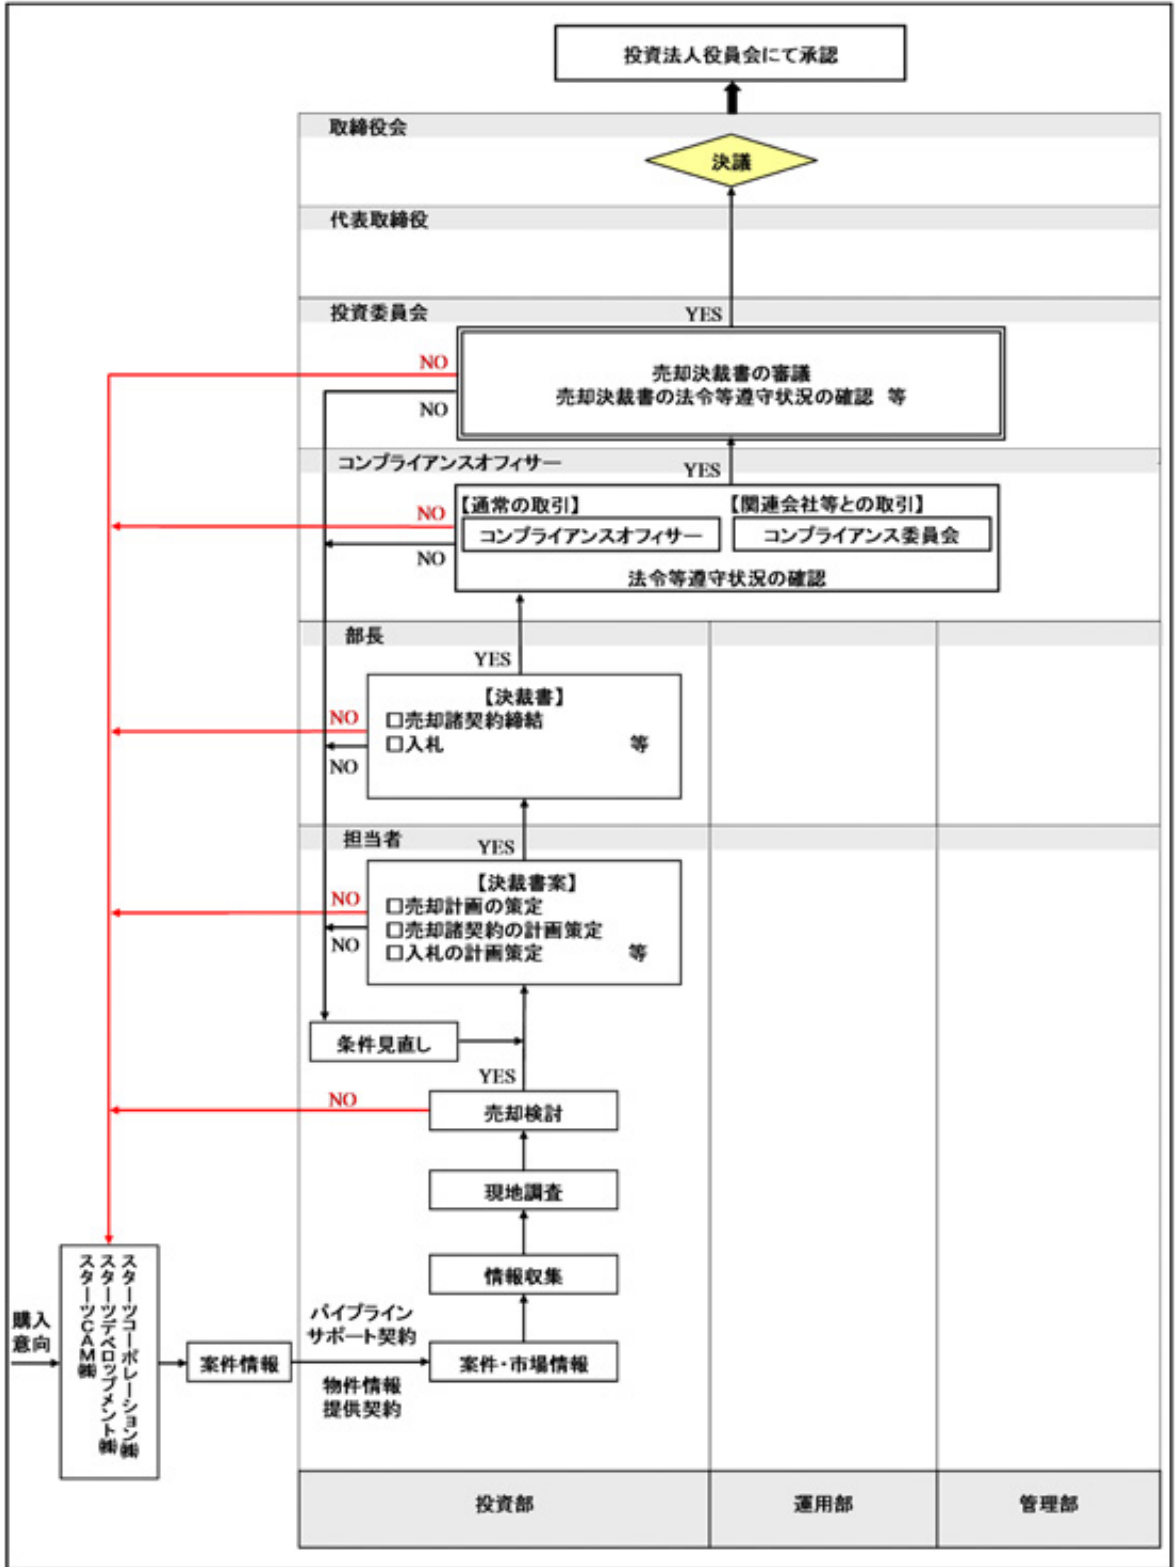 投資法人役員会にて承認
取締役会
決議
代表取締役
投資委員会
YES
NO
売却決裁書の審議
売却決裁書の法令等遵守状況の確認 等
NO
コンプライアンスオフィサー
YES
【通常の取引】
【関連会社等との取引】
NO
コンプライアンスオフィサー
コンプライアンス委員会
NO
法令等遵守状況の確認
部長
YES
【決裁書】
NO
□売却諸契約締結
□入札 等
NO
担当者
YES
【決裁書案】
NO
□売却計画の策定
□売却諸契約の計画策定
NO
□入札の計画策定 等
条件見直し
YES
NO
売却検討
現地調査
情報収集
購入
意向
スターツコーポレーション㈱
スターツデベロップメント㈱
スターツCAM㈱
案件情報
パイプライン
サポート契約
物件情報
提供契約
案件・市場情報
投資部
運用部
管理部